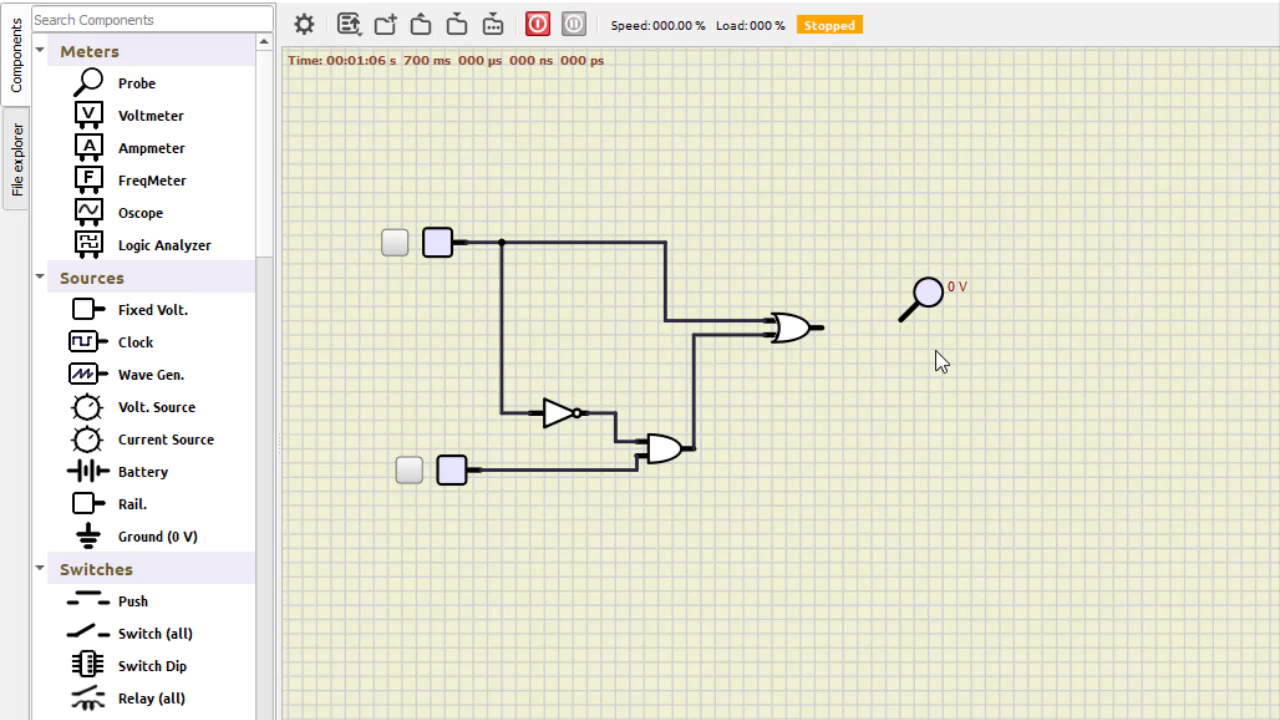 Components
File explorer
Search Components
Meters
Probe
V Voltmeter
A Ampmeter
F FreqMeter
Oscope
Logic Analyzer
Sources
Fixed Volt.
Clock
Wave Gen.
Volt. Source
Current Source
Battery
Rail.
Ground (0 V)
Switches
Push
Switch (all)
Switch Dip
Relay (all)
Speed:000.00 % Load:000 % Stopped
Time: 00:01:06 s 700 ms 000 µs 000 ns 000 ps
0 V